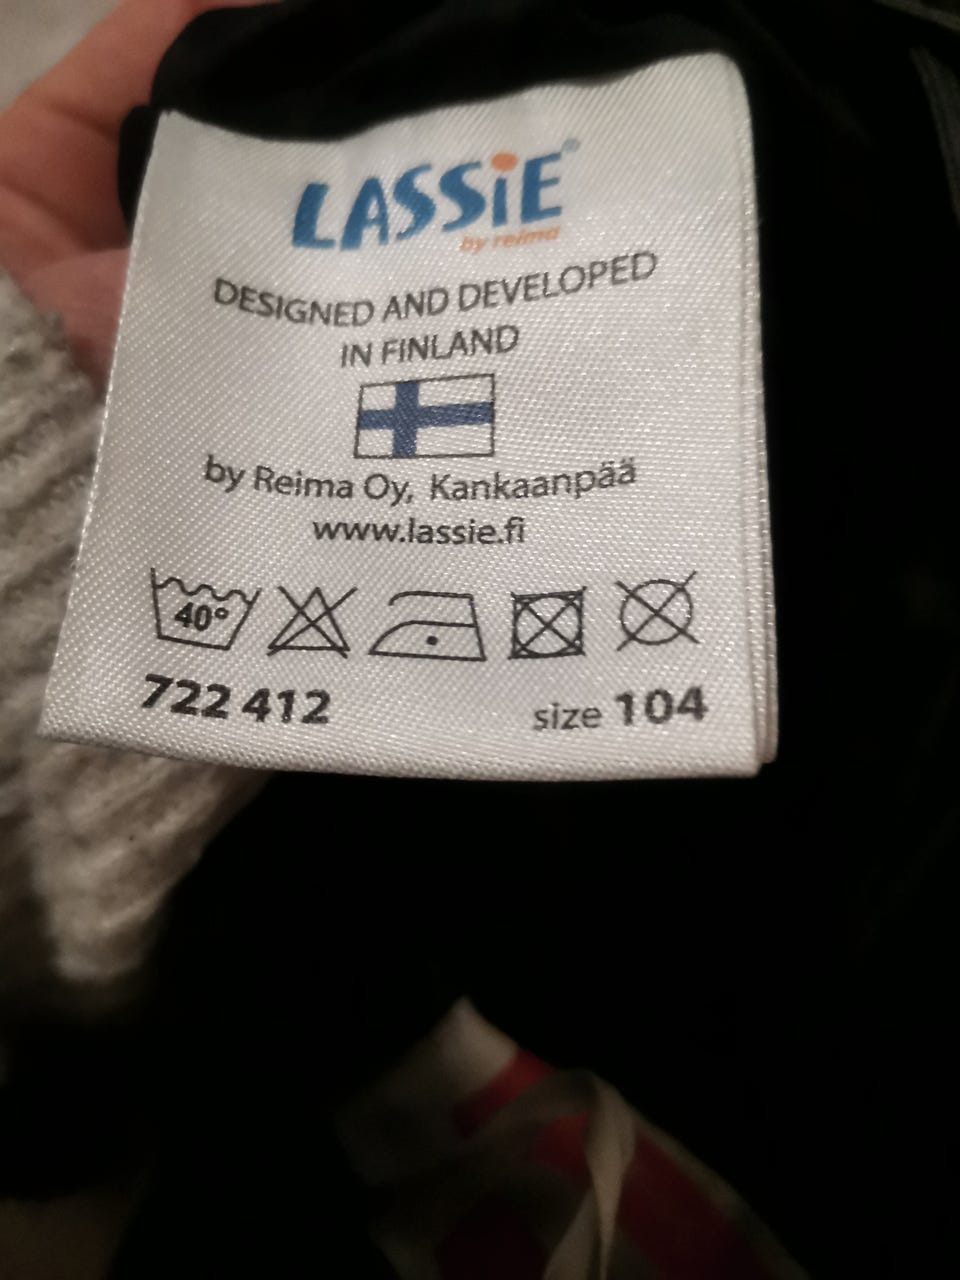 LASSiE®
by reima
DESIGNED AND DEVELOPED
IN FINLAND
by Reima Oy, Kankaanpää
www.lassie.fi
40°
722 412 size 104